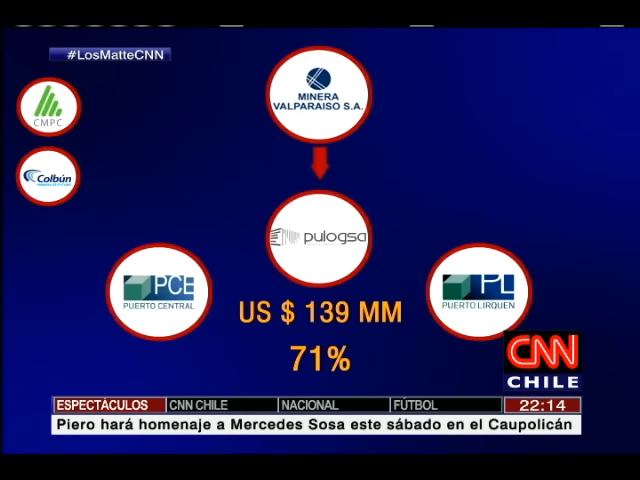 #LosMatteCNN
MINERA
VALPARAISO S.A.
CMPC
Colbún
pulogsa
PCE
PUERTO CENTRAL
PL
PUERTO LIRQUEN
US $ 139 MM
71%
CNN
CHILE
ESPECTÁCULOS CNN CHILE NACIONAL FÚTBOL 22:14
Piero hará homenaje a Mercedes Sosa este sábado en el Caupolicán